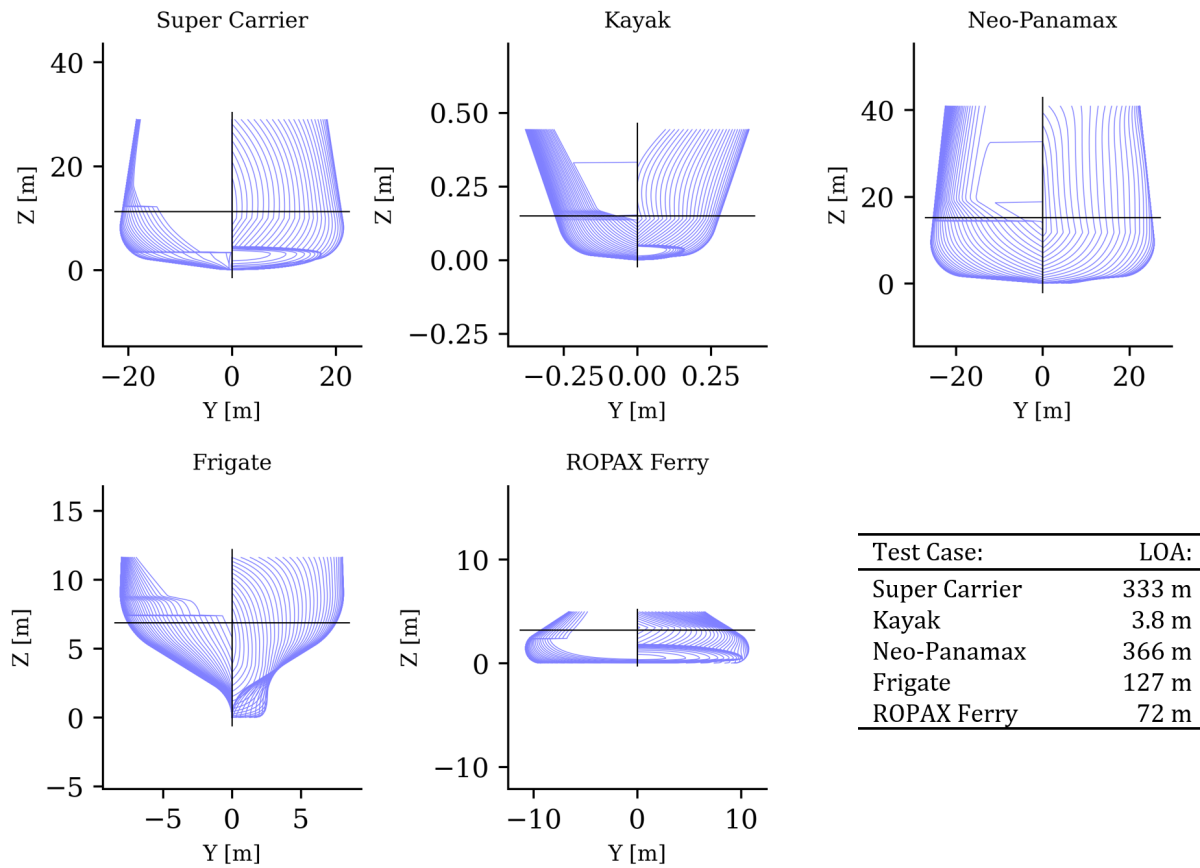 Super Carrier
40
20
0
−20 0 20
Z [m]
Y [m]
Kayak
0.50
0.25
0.00
−0.25
−0.25 0.00 0.25
Z [m]
Y [m]
Neo-Panamax
40
20
0
−20 0 20
Z [m]
Y [m]
Frigate
15
10
5
0
−5
−5 0 5
Z [m]
Y [m]
ROPAX Ferry
10
0
−10
−10 0 10
Z [m]
Y [m]
Test Case: LOA:
Super Carrier 333 m
Kayak 3.8 m
Neo-Panamax 366 m
Frigate 127 m
ROPAX Ferry 72 m